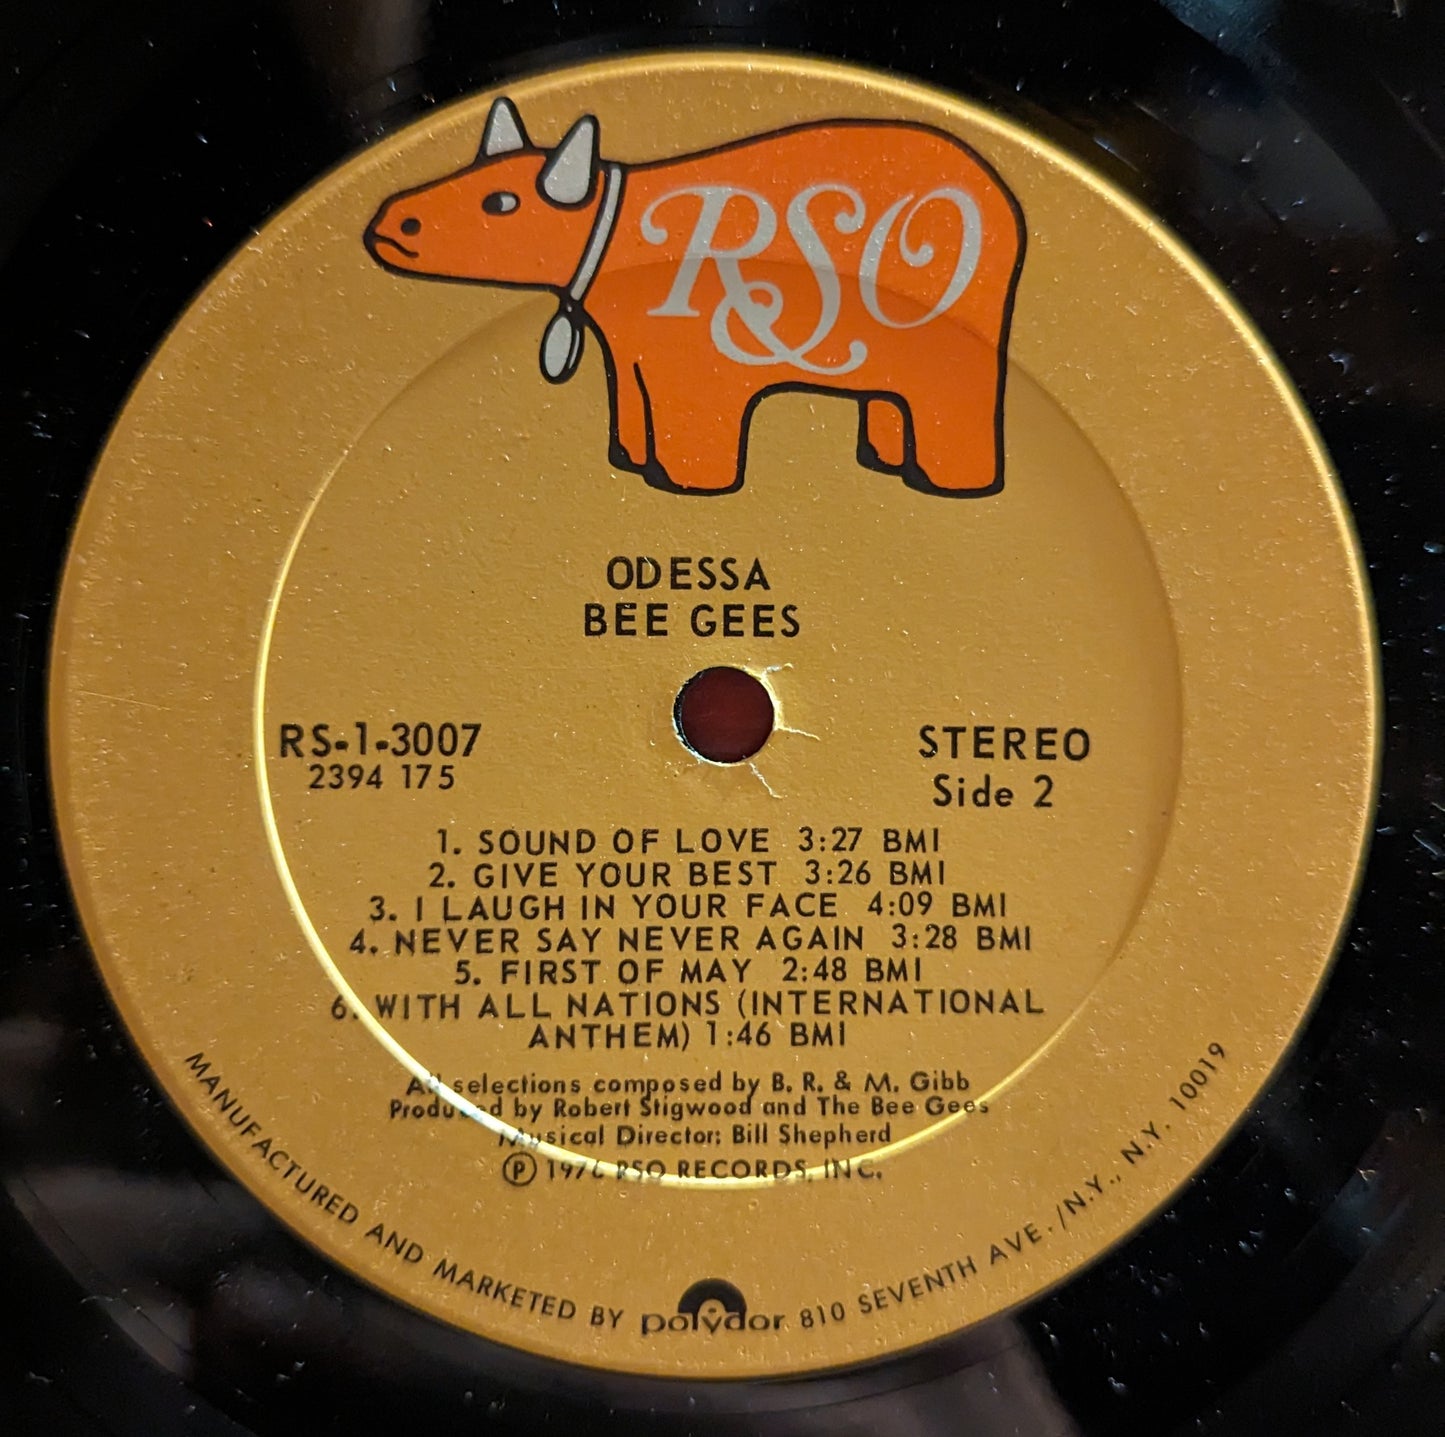 RSO
ODESSA
BEE GEES
RS-1-3007
2394 175
STEREO
Side 2
1. SOUND OF LOVE 3:27 BMI
2. GIVE YOUR BEST 3:26 BMI
3. I LAUGH IN YOUR FACE 4:09 BMI
4. NEVER SAY NEVER AGAIN 3:28 BMI
5. FIRST OF MAY 2:48 BMI
6. WITH ALL NATIONS (INTERNATIONAL
ANTHEM) 1:46 BMI
All selections composed by B. R. & M. Gibb
Produced by Robert Stigwood and The Bee Gees
Musical Director: Bill Shepherd
Ⓟ 1976 RSO RECORDS, INC.
MANUFACTURED AND MARKETED BY polydor 810 SEVENTH AVE./N.Y., N.Y. 10019